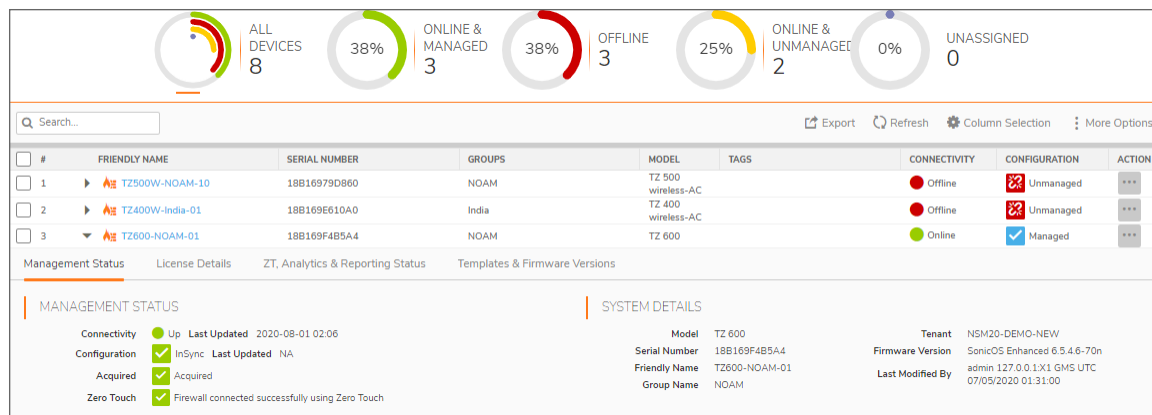 ALL DEVICES
8
38%
ONLINE & MANAGED
3
38%
OFFLINE
3
25%
ONLINE & UNMANAGED
2
0%
UNASSIGNED
0
Search...
Export Refresh Column Selection More Options
# FRIENDLY NAME SERIAL NUMBER GROUPS MODEL TAGS CONNECTIVITY CONFIGURATION ACTION
1 TZ500W-NOAM-10 18B16979D860 NOAM TZ 500 wireless-AC Offline Unmanaged
2 TZ400W-India-01 18B169E610A0 India TZ 400 wireless-AC Offline Unmanaged
3 TZ600-NOAM-01 18B169F4B5A4 NOAM TZ 600 Online Managed
Management Status License Details ZT, Analytics & Reporting Status Templates & Firmware Versions
MANAGEMENT STATUS
Connectivity Up Last Updated 2020-08-01 02:06
Configuration InSync Last Updated NA
Acquired Acquired
Zero Touch Firewall connected successfully using Zero Touch
SYSTEM DETAILS
Model TZ 600
Serial Number 18B169F4B5A4
Friendly Name TZ600-NOAM-01
Group Name NOAM
Tenant NSM20-DEMO-NEW
Firmware Version SonicOS Enhanced 6.5.4.6-70n
Last Modified By admin 127.0.0.1:X1 GMS UTC
07/05/2020 01:31:00